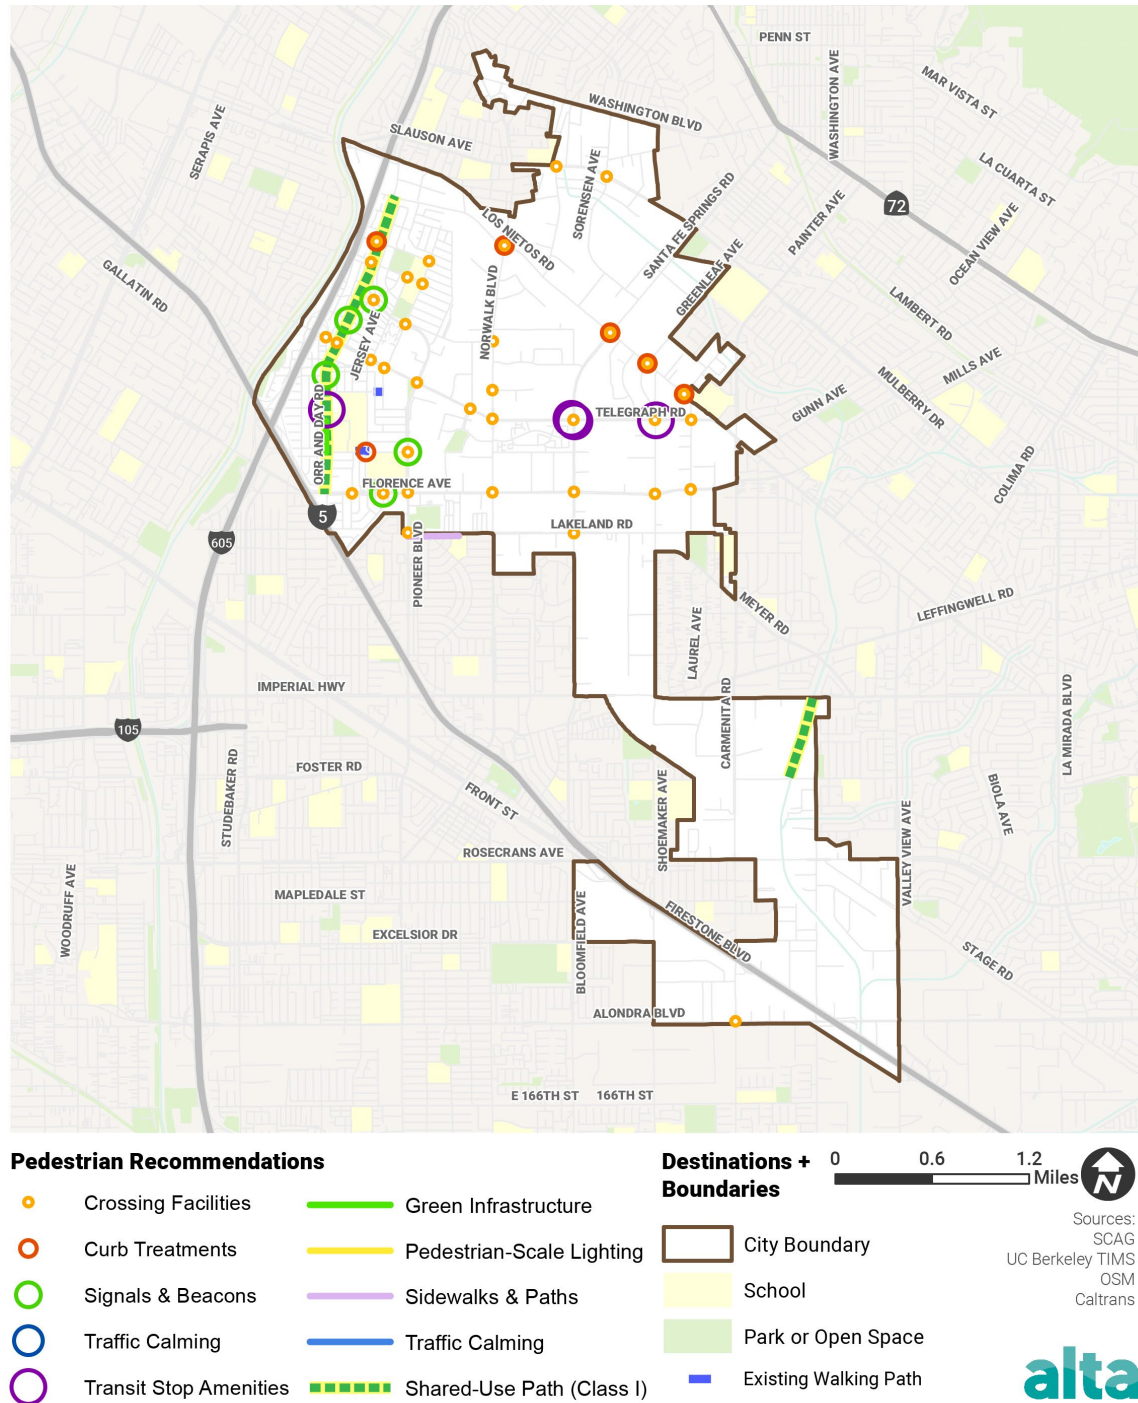 PENN ST
WASHINGTON AVE
MAR VISTA ST
WASHINGTON BLVD
SERAPIS AVE
SLAUSON AVE
LA CUARTA ST
SORENSEN AVE
SANTA FE SPRINGS RD
72
PAINTER AVE
OCEAN VIEW AVE
LOS NIETOS RD
GREENLEAF AVE
GALLATIN RD
NORWALK BLVD
LAMBERT RD
JERSEY AVE
MILLS AVE
MULBERRY DR
GUNN AVE
ORR AND DAY RD
TELEGRAPH RD
COLIMA RD
FLORENCE AVE
5
LAKELAND RD
605
PIONEER BLVD
LEFFINGWELL RD
MEYER RD
LAUREL AVE
IMPERIAL HWY
CARMENITA RD
LA MIRADA BLVD
105
FOSTER RD
STUDEBAKER RD
FRONT ST
SHOEMAKER AVE
BIOLA AVE
VALLEY VIEW AVE
ROSECRANS AVE
WOODRUFF AVE
MAPLEDALE ST
BLOOMFIELD AVE
FIRESTONE BLVD
EXCELSIOR DR
STAGE RD
ALONDRA BLVD
E 166TH ST
166TH ST
Pedestrian Recommendations
Crossing Facilities
Curb Treatments
Signals & Beacons
Traffic Calming
Transit Stop Amenities
Green Infrastructure
Pedestrian-Scale Lighting
Sidewalks & Paths
Traffic Calming
Shared-Use Path (Class I)
Destinations +
Boundaries
City Boundary
School
Park or Open Space
Existing Walking Path
0 0.6 1.2
Miles
N
Sources:
SCAG
UC Berkeley TIMS
OSM
Caltrans
alta